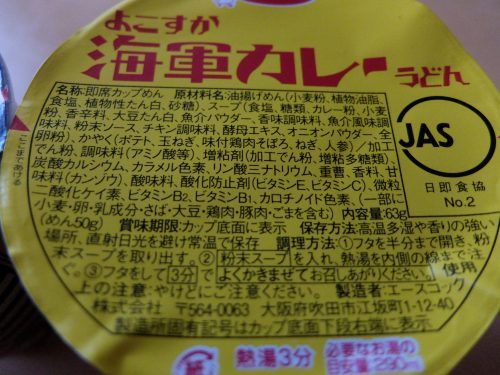 よこすか
海軍カレー
うどん
名称:即席カップめん 原材料名:油揚げめん(小麦粉、植物油脂、
食塩、植物性たん白、砂糖)、スープ(食塩、糖類、カレー粉、小麦
粉、香辛料、大豆たん白、魚介パウダー、香味調味料、魚介風味調
味料、粉末ソース、チキン調味料、酵母エキス、オニオンパウダー、全
卵粉)、かやく(ポテト、玉ねぎ、味付鶏肉そぼろ、ねぎ、人参)/加工
でん粉、調味料(アミノ酸等)、増粘剤(加工でん粉、増粘多糖類)、
炭酸カルシウム、カラメル色素、リン酸三ナトリウム、重曹、香料、甘
味料(カンゾウ)、酸味料、酸化防止剤(ビタミンE、ビタミンC)、微粒
二酸化ケイ素、ビタミンB2、ビタミンB1、カロチノイド色素、(一部に
小麦・卵・乳成分・さば・大豆・鶏肉・豚肉・ごまを含む) 内容量:63g
(めん50g) 賞味期限:カップ底面に表示 保存方法:高温多湿や香りの強い
場所、直射日光を避け常温で保存 調理方法:①フタを半分まで開き、粉
末スープを取り出す。②粉末スープを入れ、熱湯を内側の線まで注
ぐ。③フタをして3分でよくかきまぜてお召しあがりください。 使用
上の注意:やけどにご注意ください。 製造者:エースコック
株式会社 〒564-0063 大阪府吹田市江坂町1-12-40
製造所固有記号はカップ底面下段右端に表示
JAS
日即食協
No.2
ここまであける
熱湯3分
必要なお湯の
目安量:290ml